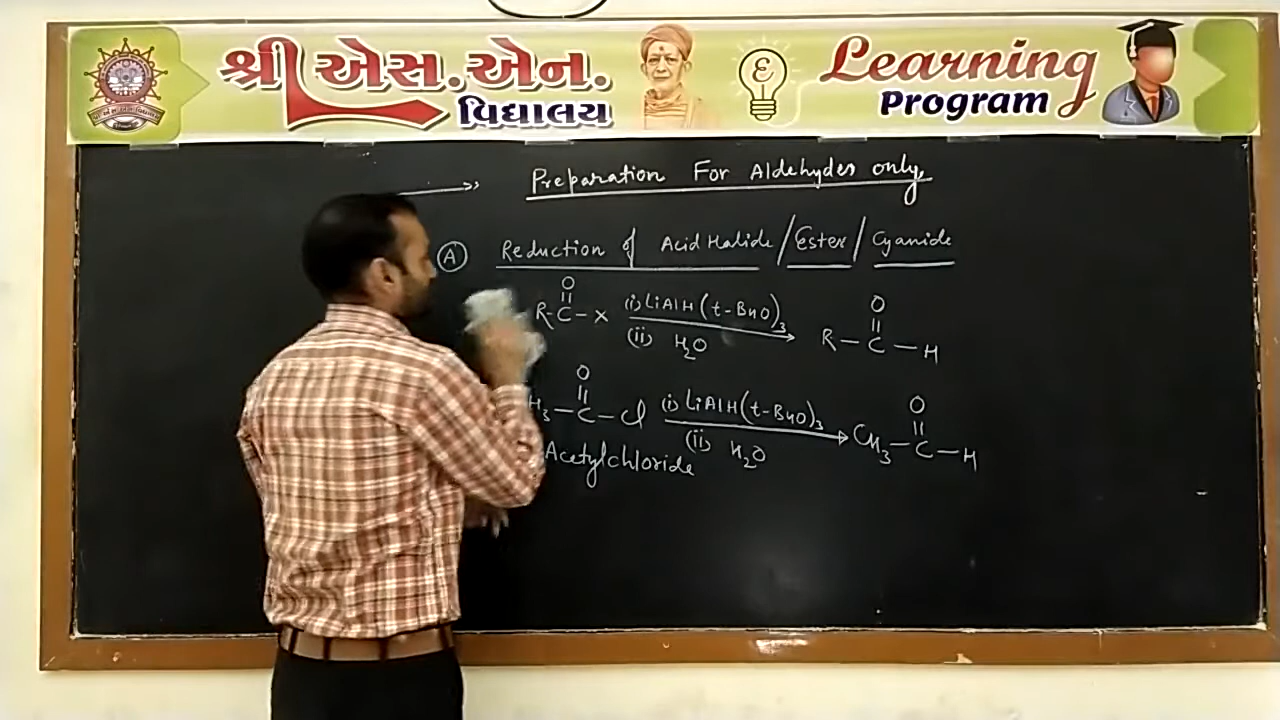 શ્રી એસ.એન.
વિદ્યાલય
Learning
Program
Preparation For Aldehydes only,
A Reduction of Acid Halide / Ester / Cyanide
O
||
R-C-X (i) LiAlH(t-BuO)3
(ii) H2O
O
||
R-C-H
O
||
H3-C-Cl (i) LiAlH(t-BuO)3
(ii) H2O
O
||
CH3-C-H
Acetylchloride